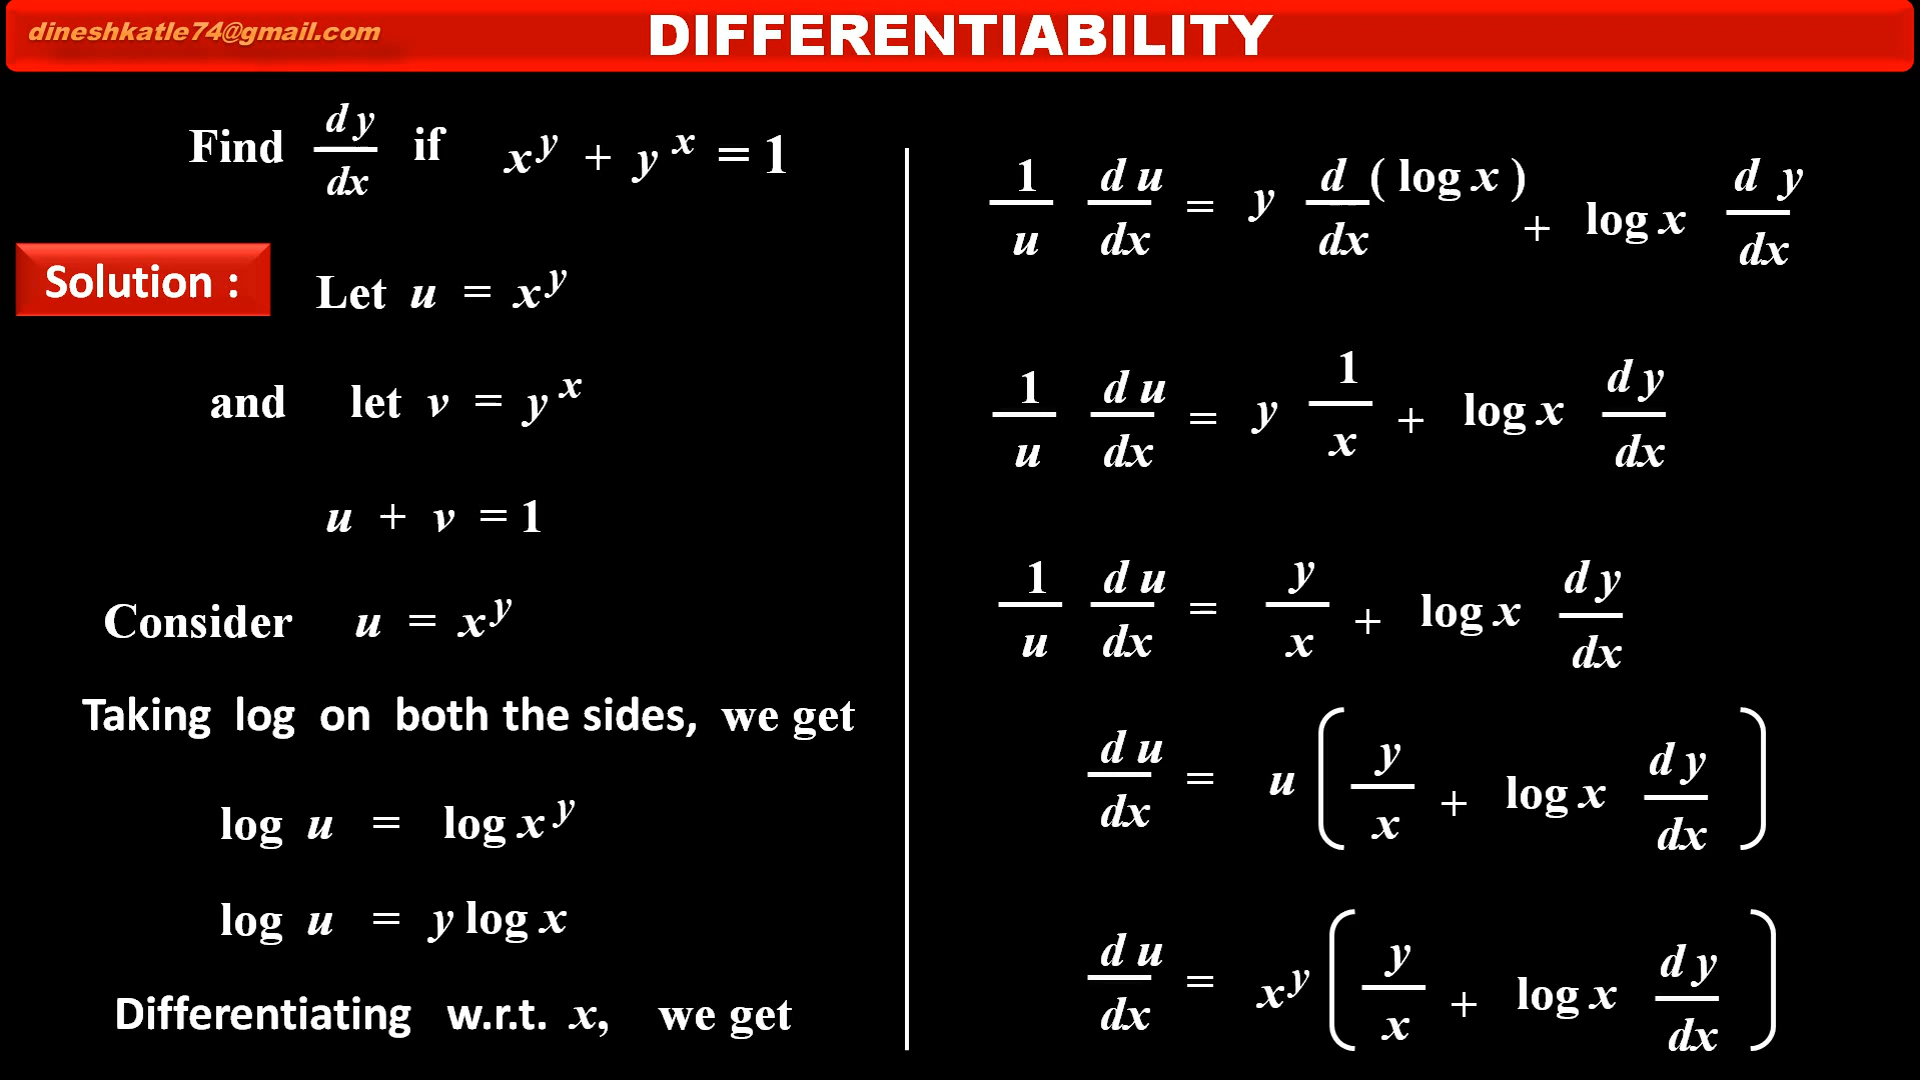 dineshkatle74@gmail.com
DIFFERENTIABILITY
Find dy/dx if x^y + y^x = 1
Solution :
Let u = x^y
and let v = y^x
u + v = 1
Consider u = x^y
Taking log on both the sides, we get
log u = log x^y
log u = y log x
Differentiating w.r.t. x, we get
1/u du/dx = y d/dx ( log x ) + log x dy/dx
1/u du/dx = y 1/x + log x dy/dx
1/u du/dx = y/x + log x dy/dx
du/dx = u ( y/x + log x dy/dx )
du/dx = x^y ( y/x + log x dy/dx )